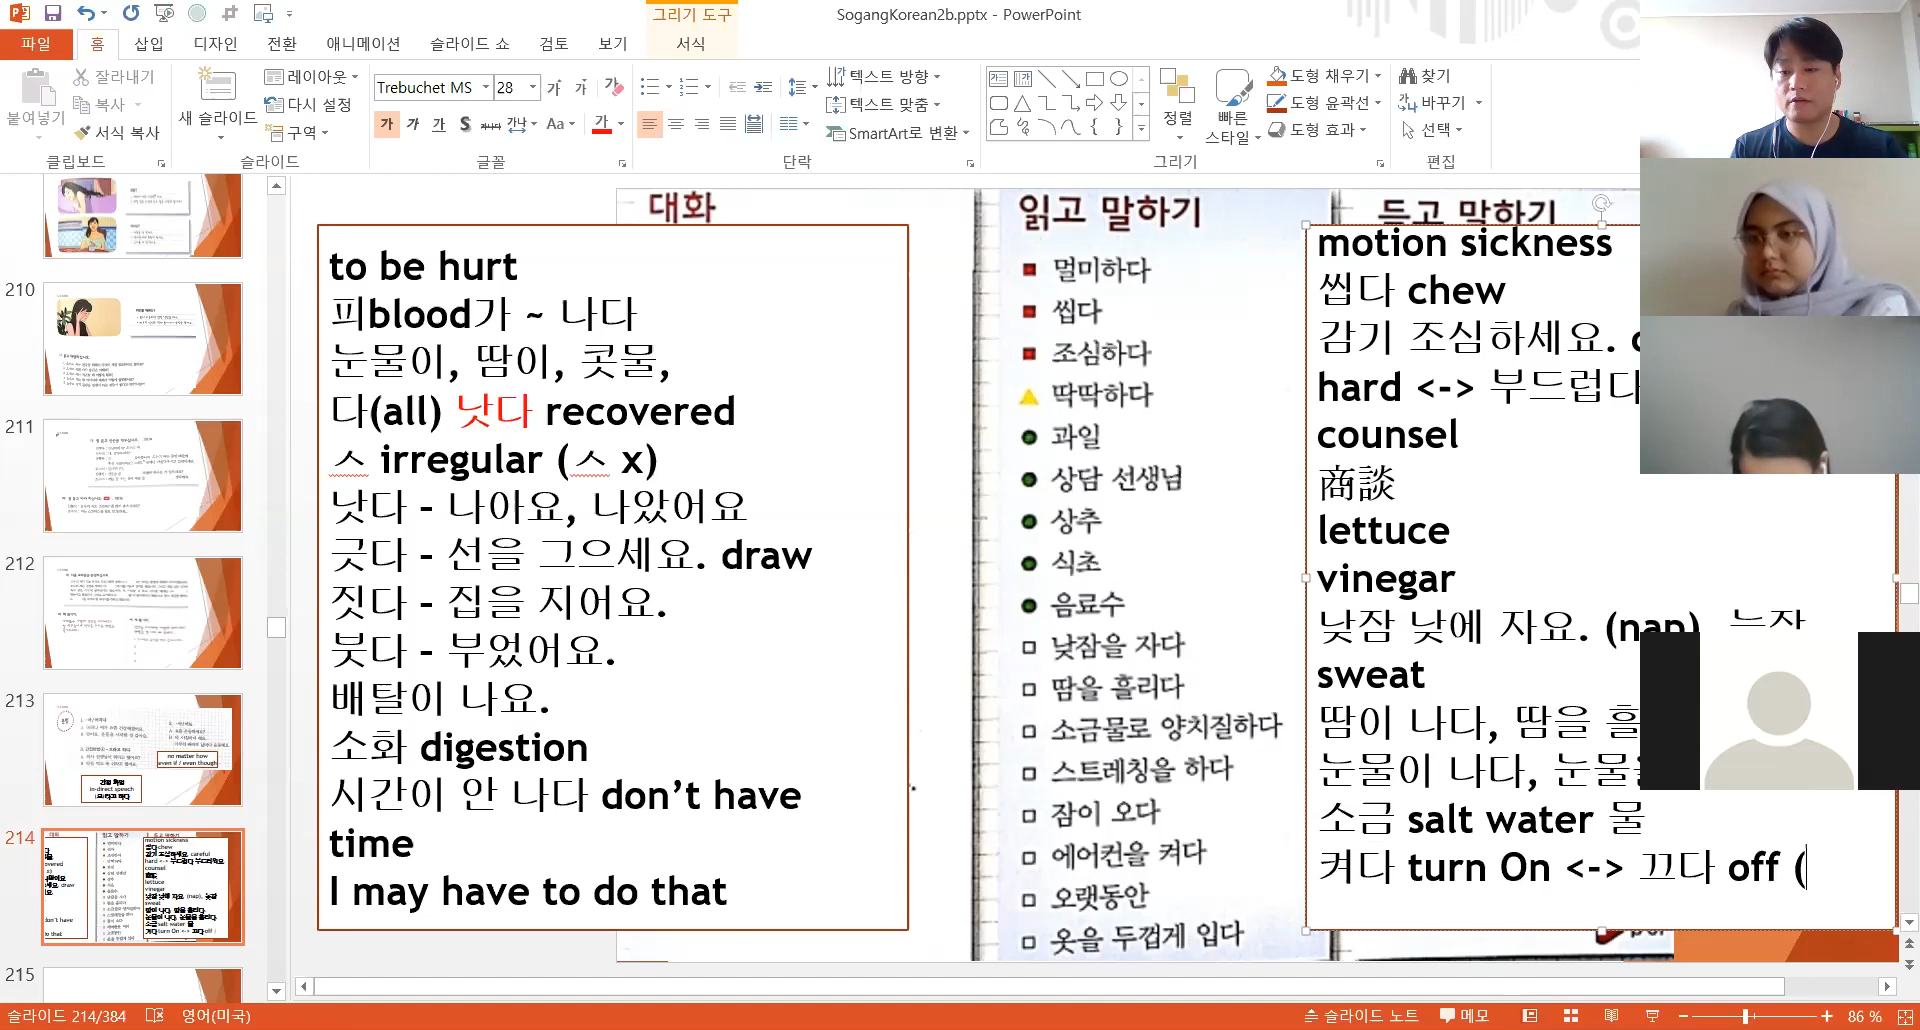 SogangKorean2b.pptx - PowerPoint
그리기 도구
파일 홈 삽입 디자인 전환 애니메이션 슬라이드 쇼 검토 보기 서식
붙여넣기
잘라내기
복사
서식 복사
클립보드
새 슬라이드
레이아웃
다시 설정
구역
슬라이드
Trebuchet MS 28
글꼴
텍스트 방향
텍스트 맞춤
SmartArt로 변환
단락
정렬
빠른 스타일
도형 채우기
도형 윤곽선
도형 효과
그리기
찾기
바꾸기
선택
편집
210
211
212
213
no matter how
even if / even though
in-direct speech
214
215
대화
to be hurt
피blood가 ~ 나다
눈물이, 땀이, 콧물,
다(all) 낫다 recovered
ㅅ irregular (ㅅ x)
낫다 - 나아요, 나았어요
긋다 - 선을 그으세요. draw
짓다 - 집을 지어요.
붓다 - 부었어요.
배탈이 나요.
소화 digestion
시간이 안 나다 don't have
time
I may have to do that
읽고 말하기
멀미하다
씹다
조심하다
딱딱하다
과일
상담 선생님
상추
식초
음료수
낮잠을 자다
땀을 흘리다
소금물로 양치질하다
스트레칭을 하다
잠이 오다
에어컨을 켜다
오랫동안
옷을 두껍게 입다
듣고 말하기
motion sickness
씹다 chew
감기 조심하세요.
hard <-> 부드럽다
counsel
商談
lettuce
vinegar
낮잠 낮에 자요. (nap)
sweat
땀이 나다, 땀을
눈물이 나다,
소금 salt water 물
켜다 turn On <-> 끄다 off (
슬라이드 214/384 영어(미국)
슬라이드 노트 메모 86 %